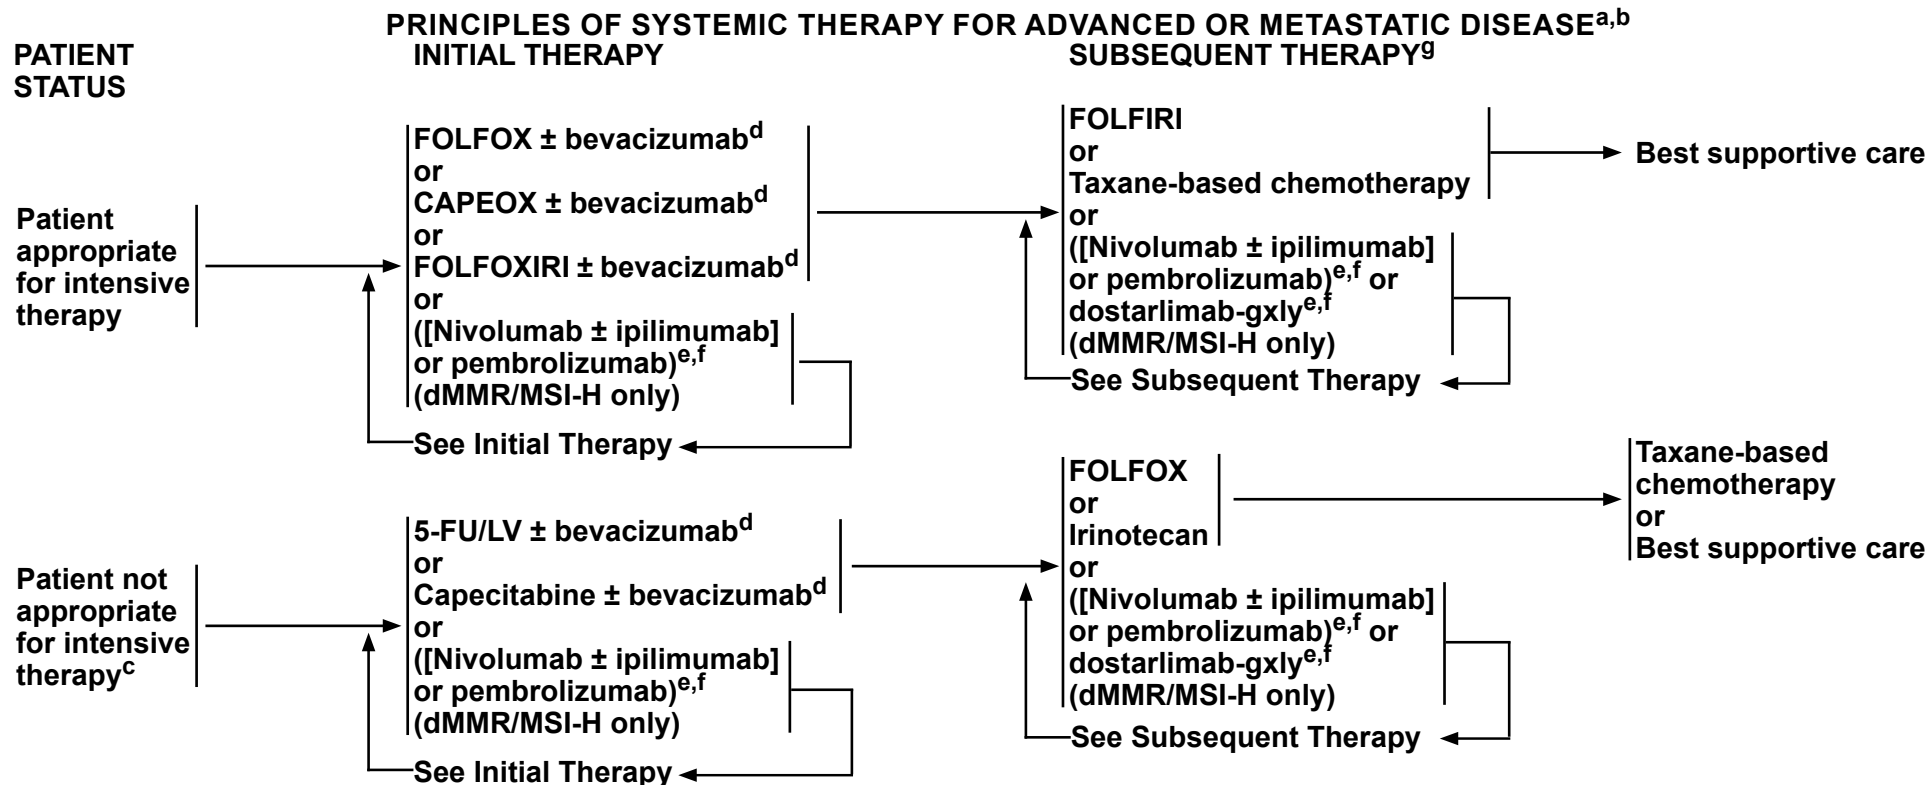 PRINCIPLES OF SYSTEMIC THERAPY FOR ADVANCED OR METASTATIC DISEASEa,b
PATIENT
STATUS
INITIAL THERAPY
SUBSEQUENT THERAPYg
Patient
appropriate
for intensive
therapy
FOLFOX ± bevacizumabd
or
CAPEOX ± bevacizumabd
or
FOLFOXIRI ± bevacizumabd
or
([Nivolumab ± ipilimumab]
or pembrolizumab)e,f
(dMMR/MSI-H only)
See Initial Therapy
FOLFIRI
or
Taxane-based chemotherapy
or
([Nivolumab ± ipilimumab]
or pembrolizumab)e,f or
dostarlimab-gxlye,f
(dMMR/MSI-H only)
See Subsequent Therapy
Best supportive care
Patient not
appropriate
for intensive
therapyc
5-FU/LV ± bevacizumabd
or
Capecitabine ± bevacizumabd
or
([Nivolumab ± ipilimumab]
or pembrolizumab)e,f
(dMMR/MSI-H only)
See Initial Therapy
FOLFOX
or
Irinotecan
or
([Nivolumab ± ipilimumab]
or pembrolizumab)e,f or
dostarlimab-gxlye,f
(dMMR/MSI-H only)
See Subsequent Therapy
Taxane-based
chemotherapy
or
Best supportive care